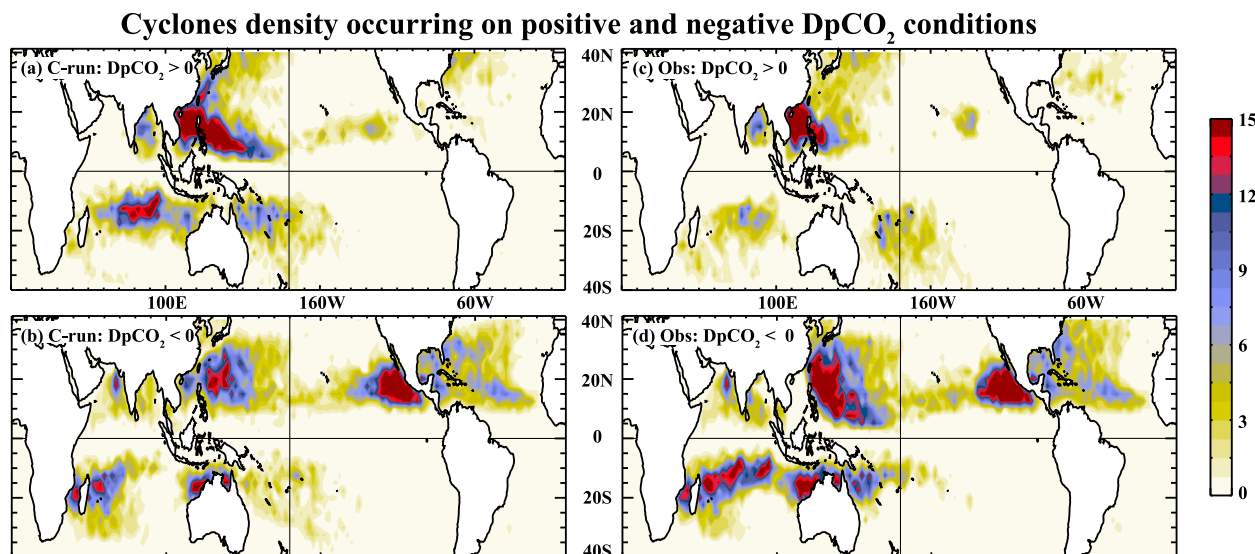 Cyclones density occurring on positive and negative DpCO₂ conditions
(a) C-run: DpCO₂ > 0
40N
(c) Obs: DpCO₂ > 0
20N
0
20S
40S
100E 160W 60W
100E 160W 60W
(b) C-run: DpCO₂ < 0
40N
(d) Obs: DpCO₂ < 0
20N
0
20S
40S
15
12
9
6
3
0